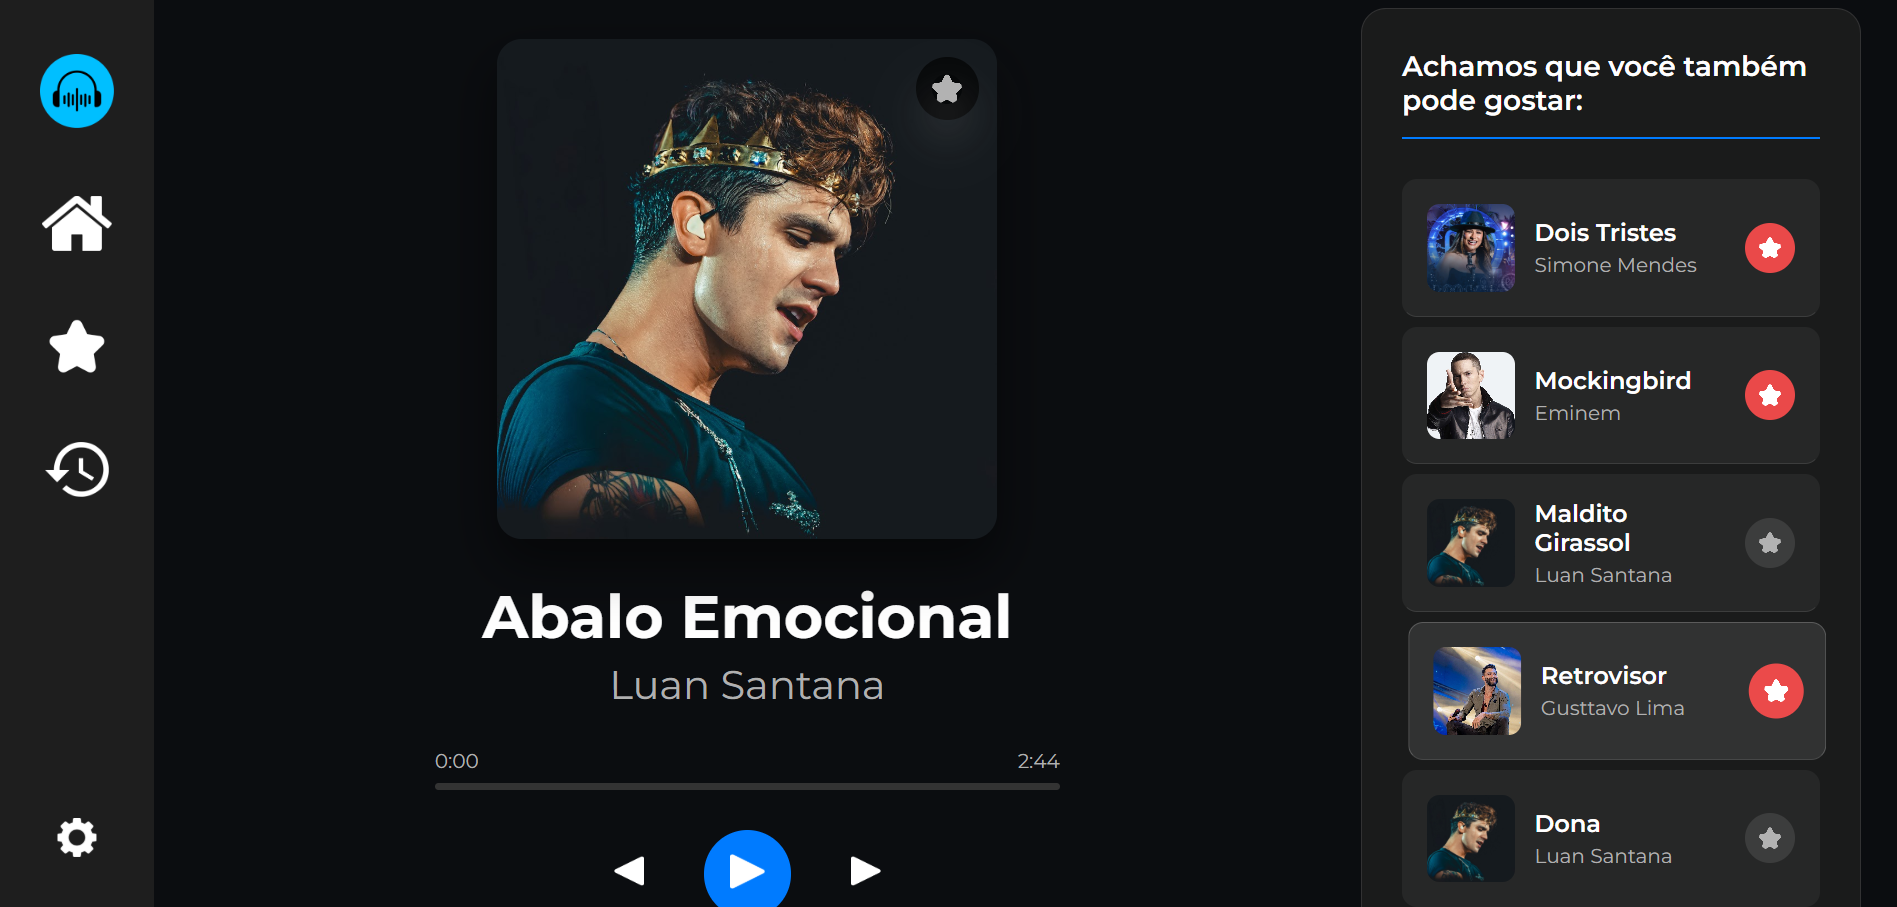 Abalo Emocional
Luan Santana
0:00
2:44
Achamos que você também
pode gostar:
Dois Tristes
Simone Mendes
Mockingbird
Eminem
Maldito
Girassol
Luan Santana
Retrovisor
Gusttavo Lima
Dona
Luan Santana